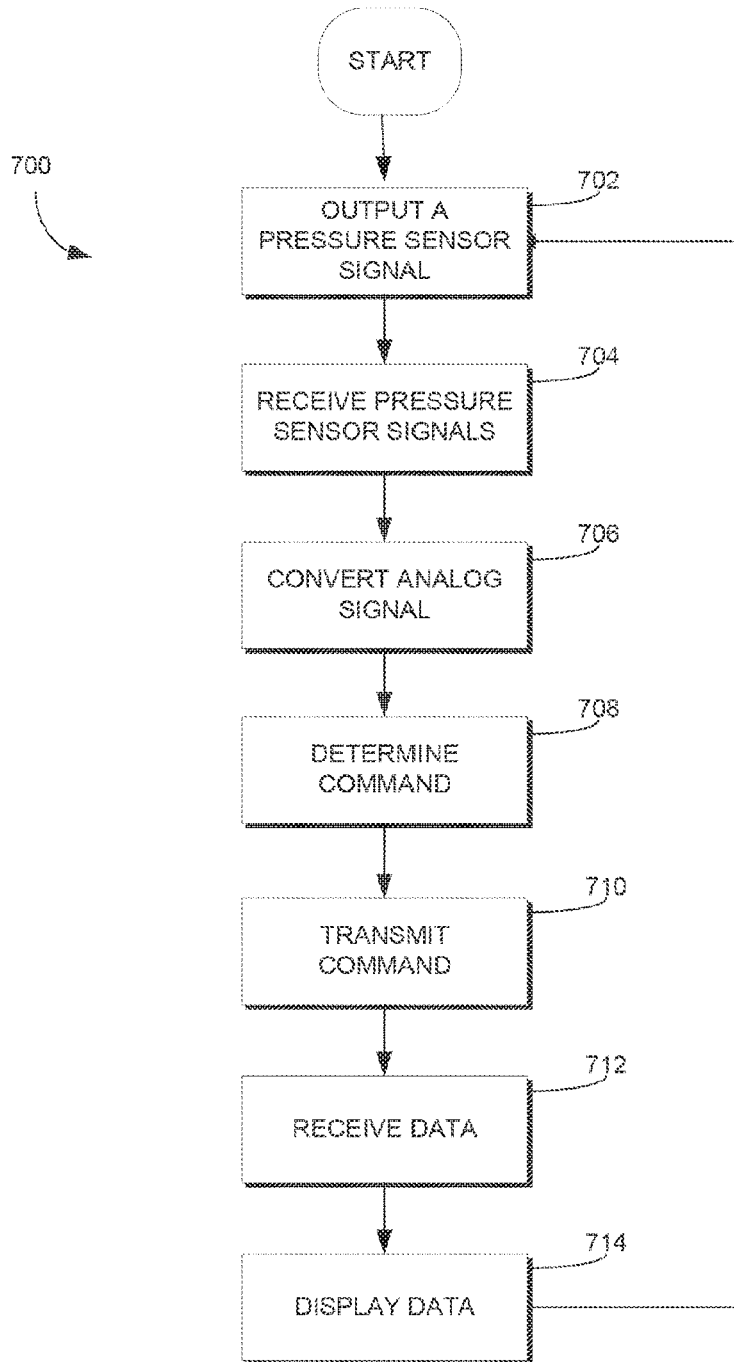 START
700
702
OUTPUT A
PRESSURE SENSOR
SIGNAL
704
RECEIVE PRESSURE
SENSOR SIGNALS
706
CONVERT ANALOG
SIGNAL
708
DETERMINE
COMMAND
710
TRANSMIT
COMMAND
712
RECEIVE DATA
714
DISPLAY DATA